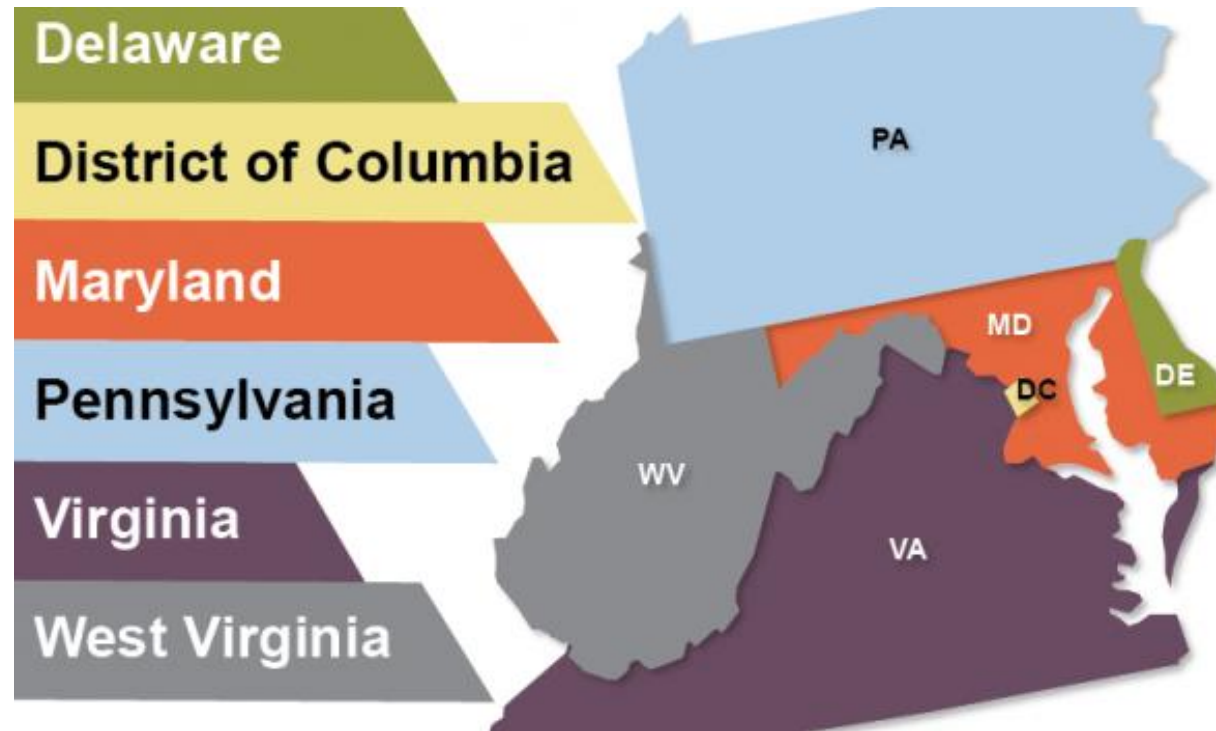 Delaware
District of Columbia
Maryland
Pennsylvania
Virginia
West Virginia
PA
MD
DE
DC
WV
VA